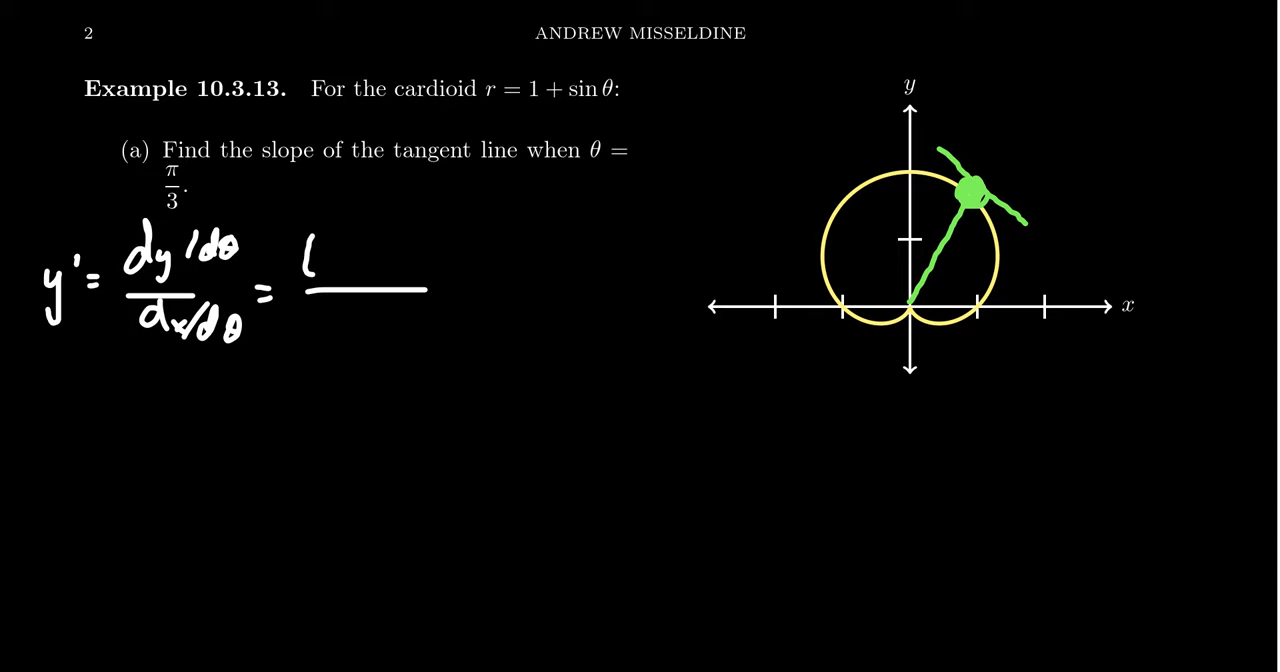 2 ANDREW MISSELDINE
Example 10.3.13. For the cardioid r = 1 + sin θ:
(a) Find the slope of the tangent line when θ =
π/3.
y' = (dy/dθ)/(dx/dθ) = (
y
x